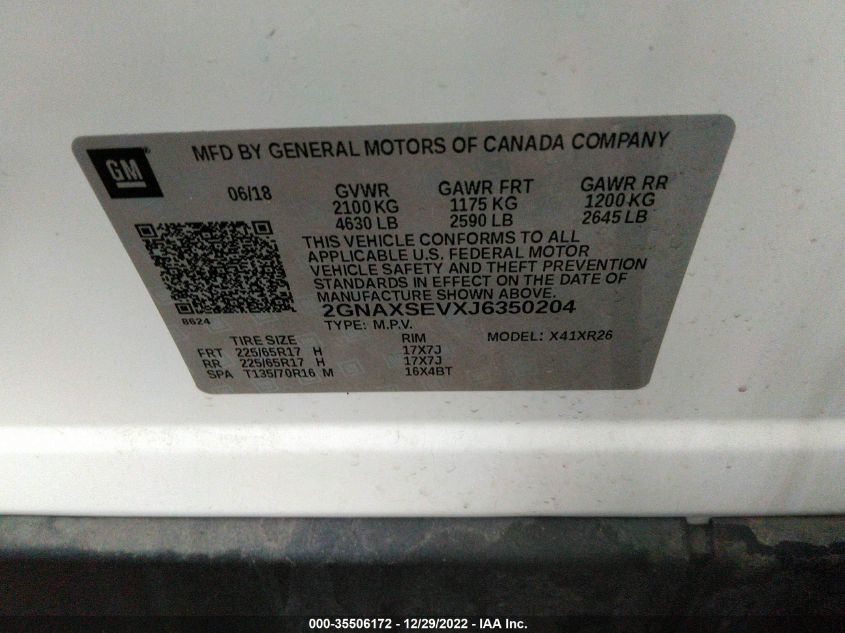 GM
MFD BY GENERAL MOTORS OF CANADA COMPANY
06/18 GVWR GAWR FRT GAWR RR
2100 KG 1175 KG 1200 KG
4630 LB 2590 LB 2645 LB
THIS VEHICLE CONFORMS TO ALL
APPLICABLE U.S. FEDERAL MOTOR
VEHICLE SAFETY AND THEFT PREVENTION
STANDARDS IN EFFECT ON THE DATE OF
MANUFACTURE SHOWN ABOVE.
8624 2GNAXSEVXJ6350204
TYPE: M.P.V. MODEL: X41XR26
TIRE SIZE RIM
FRT 225/65R17 H 17X7J
RR 225/65R17 H 17X7J
SPA T135/70R16 M 16X4BT
000-35506172 - 12/29/2022 - IAA Inc.